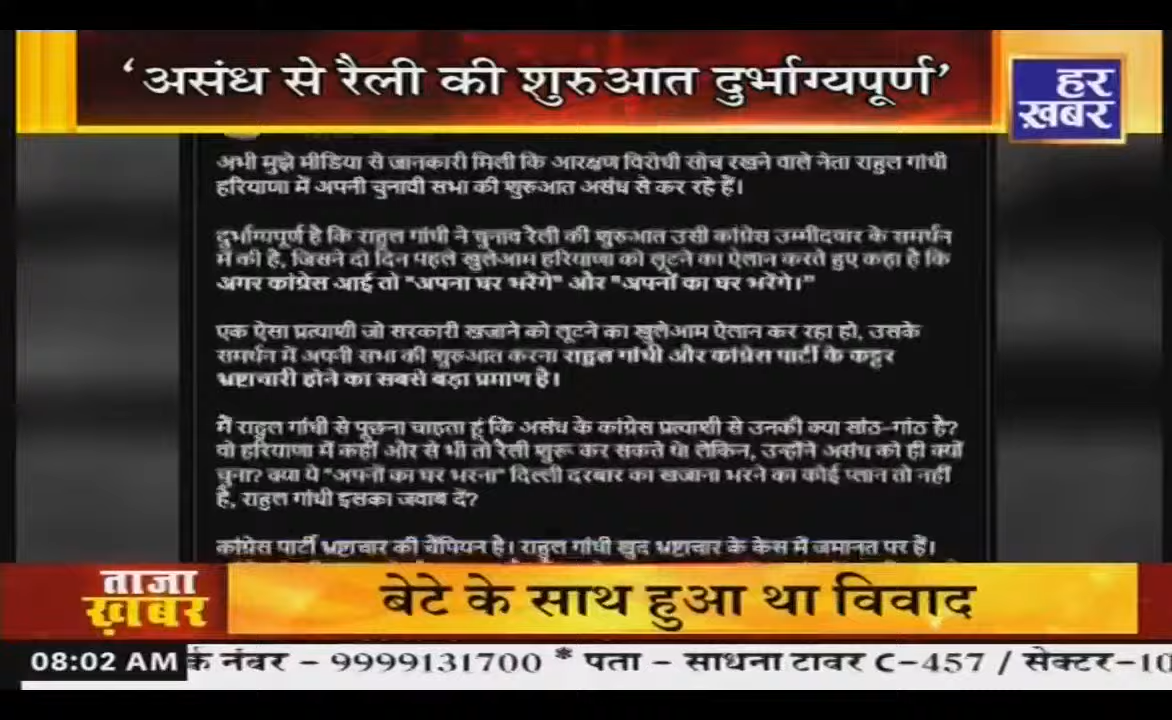 ‘असंध से रैली की शुरुआत दुर्भाग्यपूर्ण’
हर
ख़बर
अभी मुझे मीडिया से जानकारी मिली कि आरक्षण विरोधी सोच रखने वाले नेता राहुल गांधी
हरियाणा में अपनी चुनावी सभा की शुरुआत असंध से कर रहे हैं।
दुर्भाग्यपूर्ण है कि राहुल गांधी ने चुनाव रैली की शुरुआत उसी कांग्रेस उम्मीदवार के समर्थन
में की है, जिसने दो दिन पहले खुलेआम हरियाणा को लूटने का ऐलान करते हुए कहा है कि
अगर कांग्रेस आई तो "अपना घर भरेंगे" और "अपनों का घर भरेंगे।"
एक ऐसा प्रत्याशी जो सरकारी खजाने को लूटने का खुलेआम ऐलान कर रहा हो, उसके
समर्थन में अपनी सभा की शुरुआत करना राहुल गांधी और कांग्रेस पार्टी के कट्टर
भ्रष्टाचारी होने का सबसे बड़ा प्रमाण है।
मैं राहुल गांधी से पूछना चाहता हूं कि असंध के कांग्रेस प्रत्याशी से उनकी क्या सांठ-गांठ है?
वो हरियाणा में कहीं और से भी तो रैली शुरू कर सकते थे। लेकिन, उन्होंने असंध को ही क्यों
चुना? क्या ये "अपनों का घर भरना" दिल्ली दरबार का खजाना भरने का कोई प्लान तो नहीं
है, राहुल गांधी इसका जवाब दें?
कांग्रेस पार्टी भ्रष्टाचार की चैंपियन है। राहुल गांधी खुद भ्रष्टाचार के केस में जमानत पर हैं।
ताजा
ख़बर
बेटे के साथ हुआ था विवाद
08:02 AM र्क नंबर - 9999131700 * पता - साधना टावर C-457 / सेक्टर-10